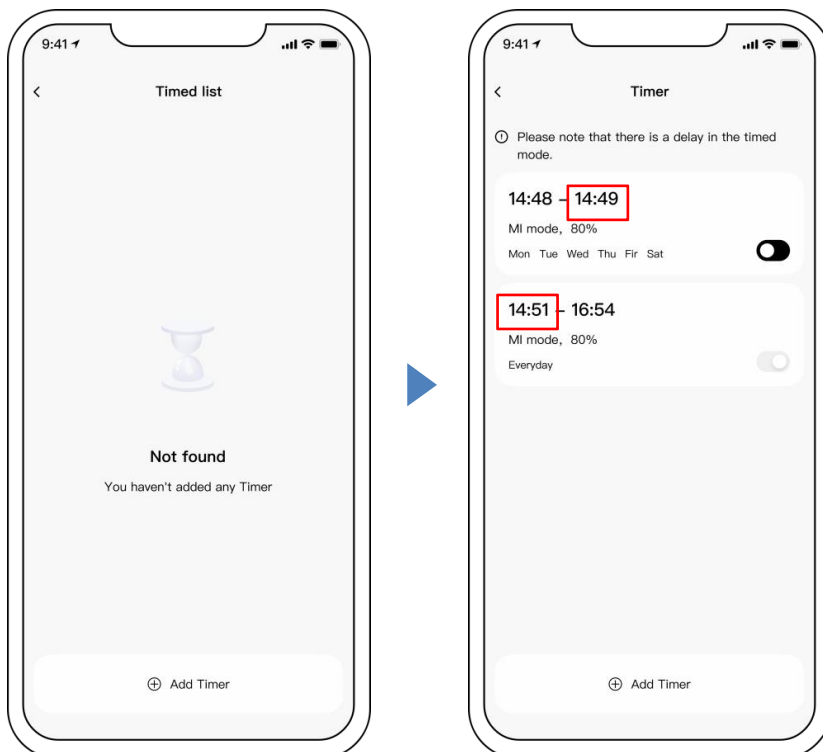 9:41
Timed list
Not found
You haven't added any Timer
Add Timer
9:41
Timer
Please note that there is a delay in the timed
mode.
14:48 – 14:49
MI mode, 80%
Mon Tue Wed Thu Fir Sat
14:51 – 16:54
MI mode, 80%
Everyday
Add Timer